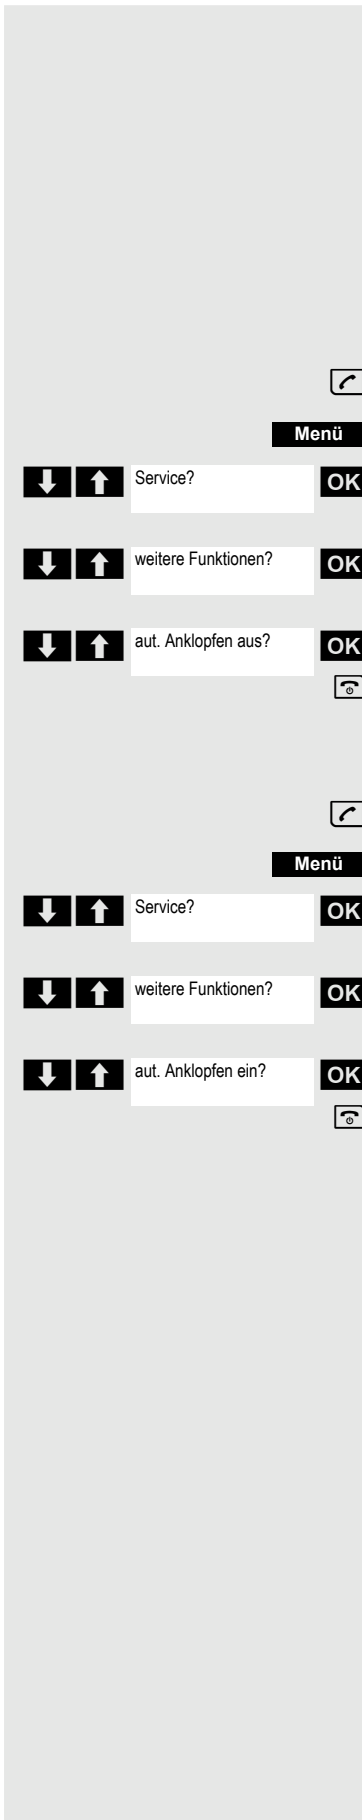 Menü
Service? OK
weitere Funktionen? OK
aut. Anklopfen aus? OK
Menü
Service? OK
weitere Funktionen? OK
aut. Anklopfen ein? OK